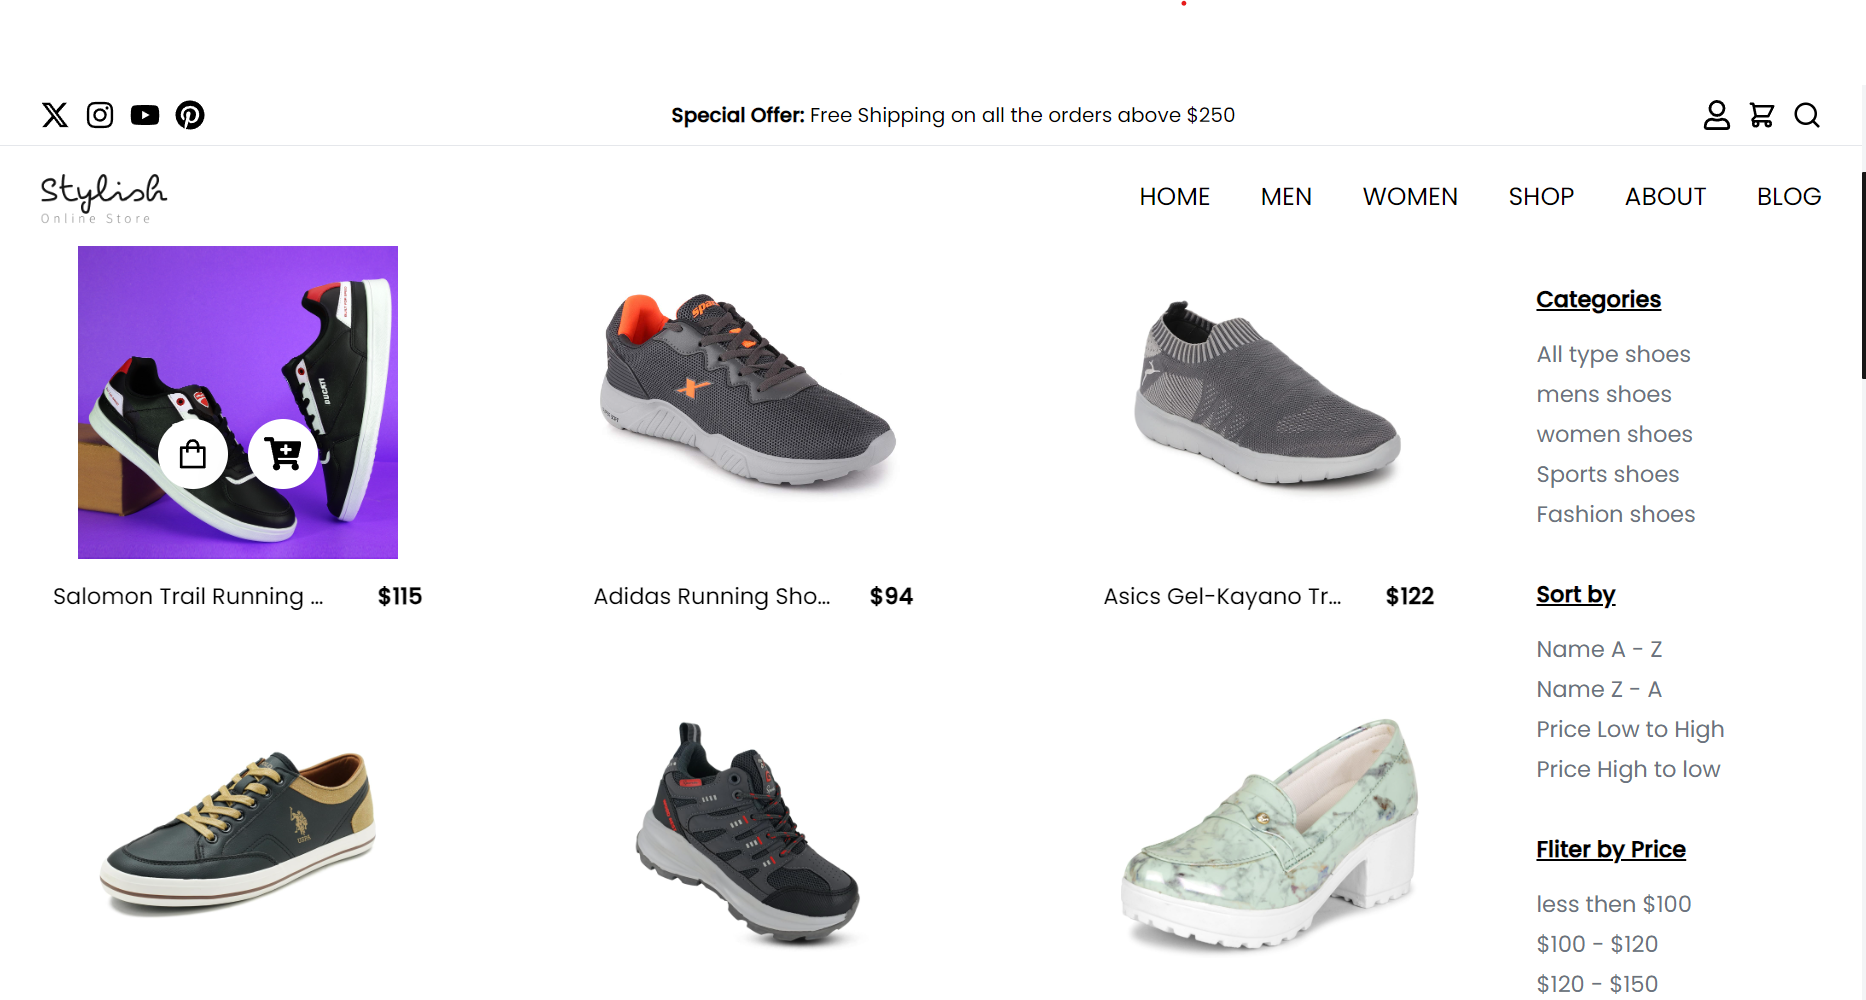 Special Offer: Free Shipping on all the orders above $250
Stylish
Online Store
HOME MEN WOMEN SHOP ABOUT BLOG
DUCATI
Salomon Trail Running ... $115
Adidas Running Sho... $94
Asics Gel-Kayano Tr... $122
Categories
All type shoes
mens shoes
women shoes
Sports shoes
Fashion shoes
Sort by
Name A - Z
Name Z - A
Price Low to High
Price High to low
Fliter by Price
less then $100
$100 - $120
$120 - $150